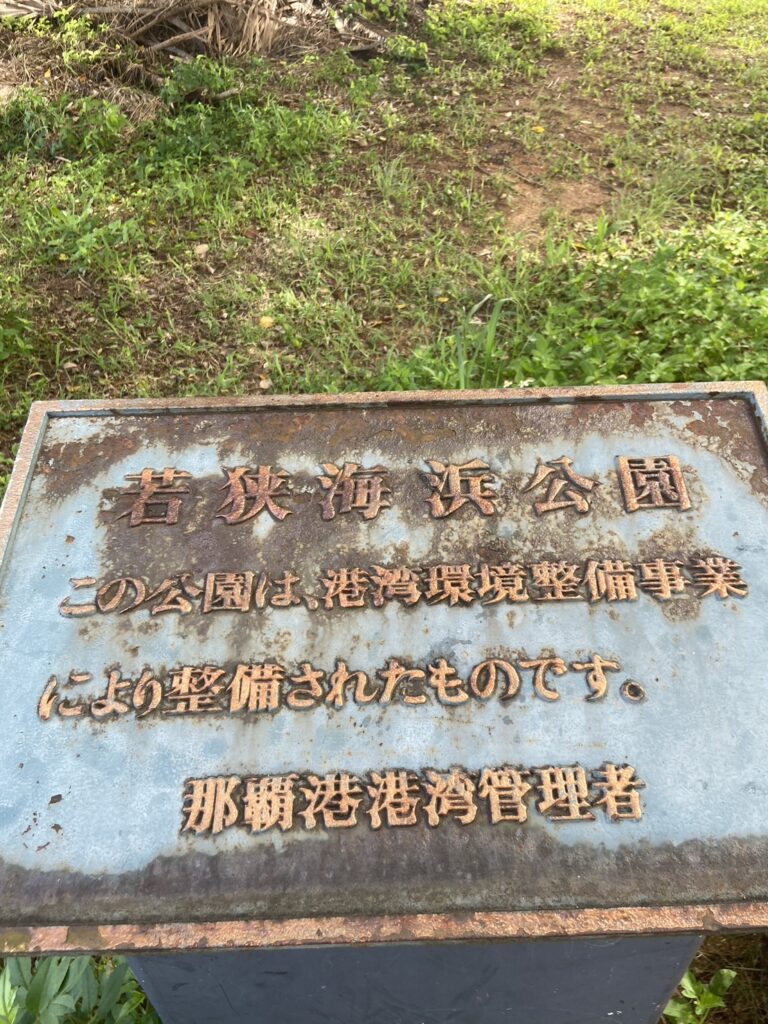 若狭海浜公園
この公園は、港湾環境整備事業
により整備されたものです。
那覇港港湾管理者